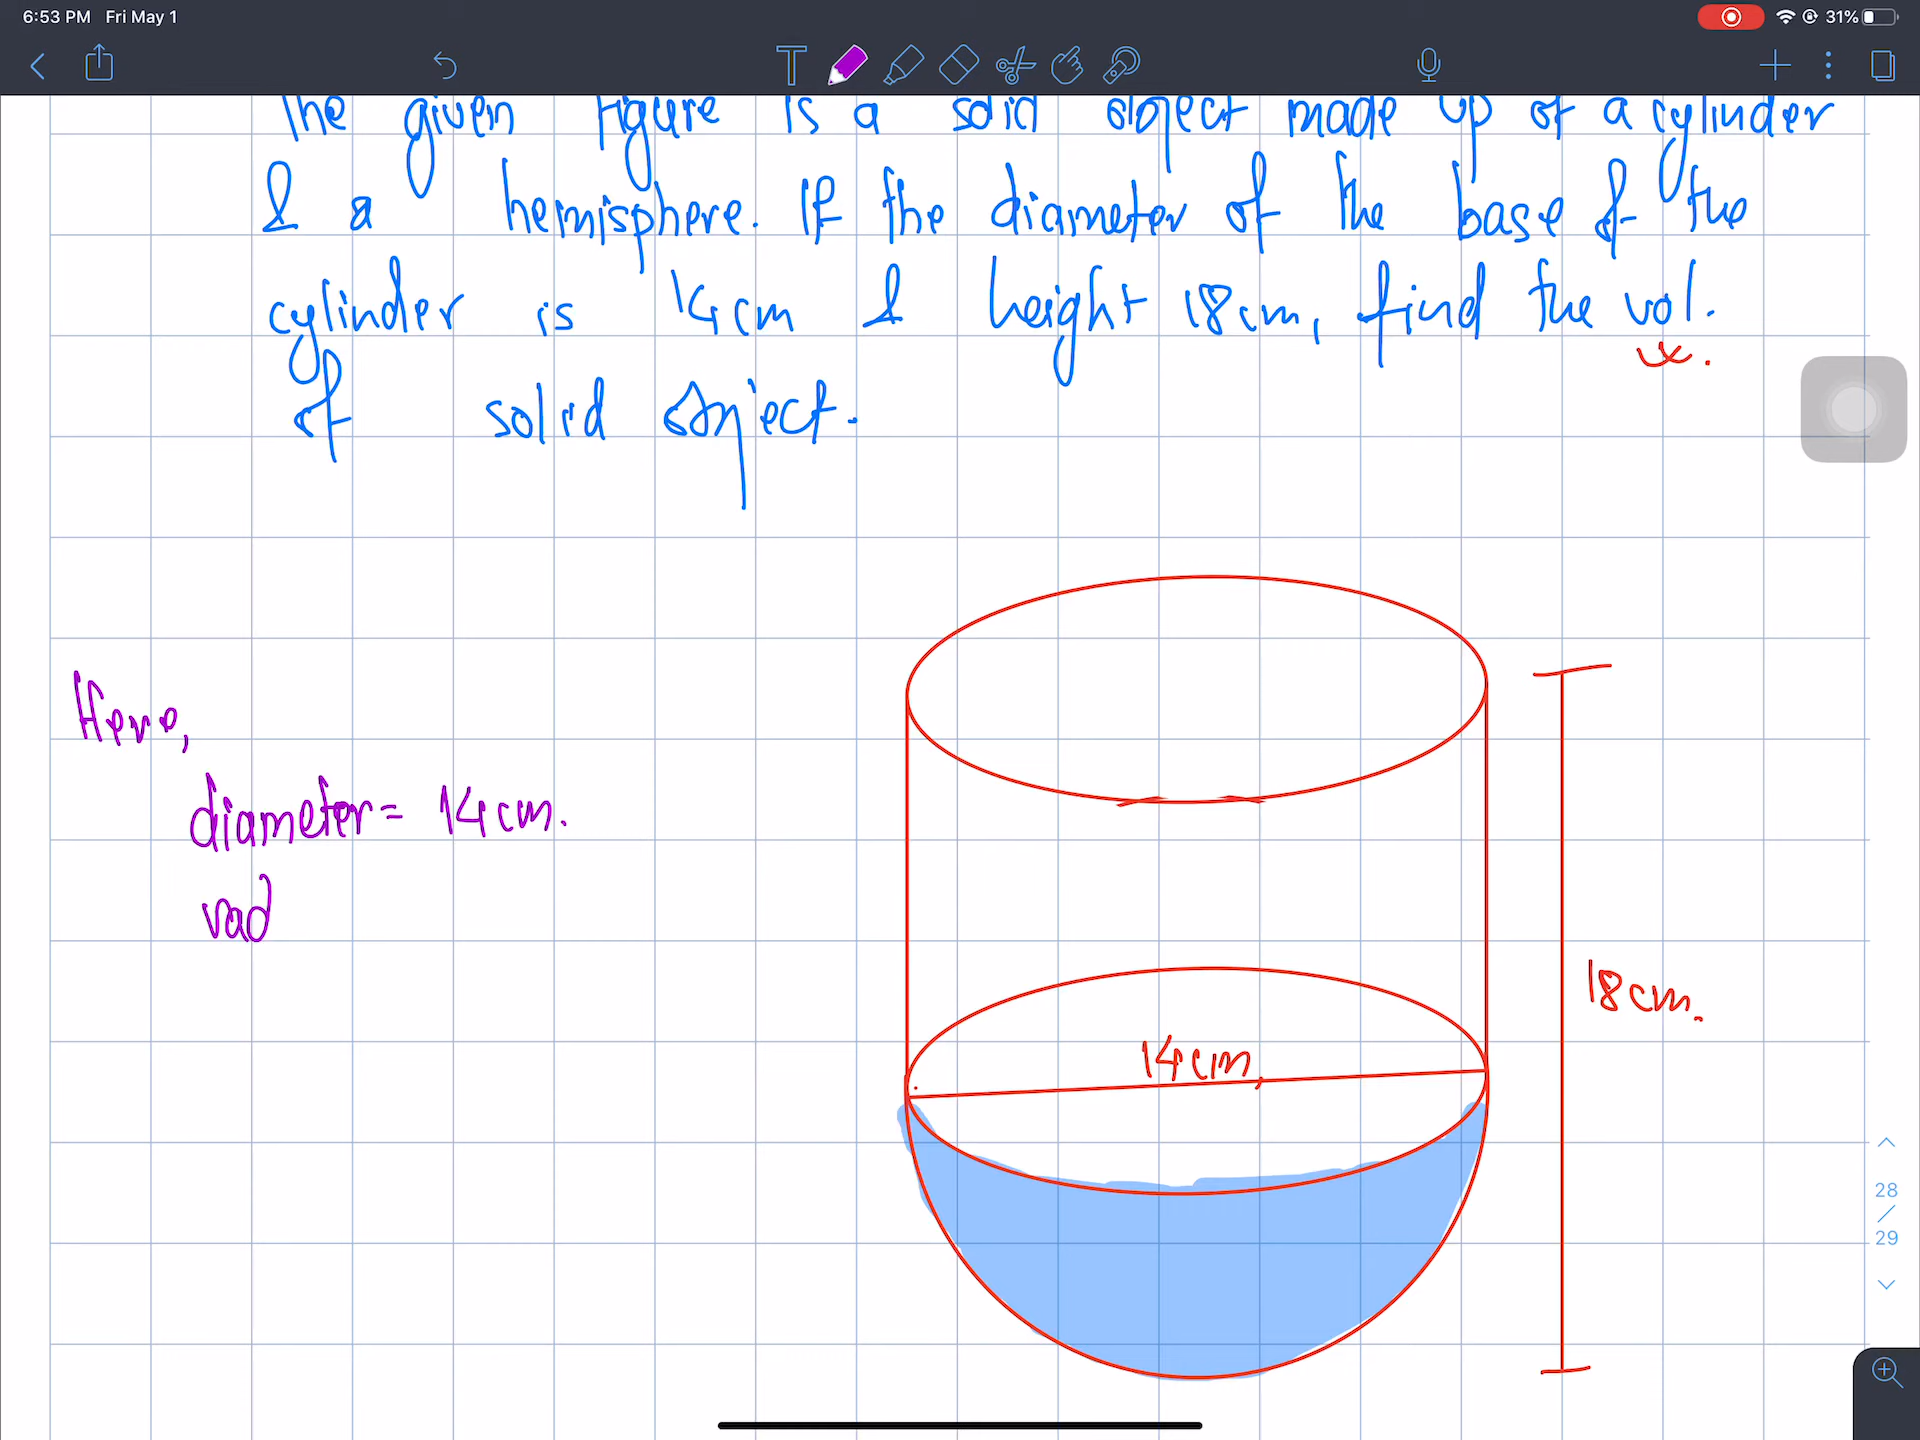 6:53 PM Fri May 1
31%
The given figure is a solid object made up of a cylinder
& a hemisphere. If the diameter of the base of the
cylinder is 14cm & height 18cm, find the vol.
of solid object.
Here,
diameter = 14cm.
rad
18cm.
14cm,
28
/
29